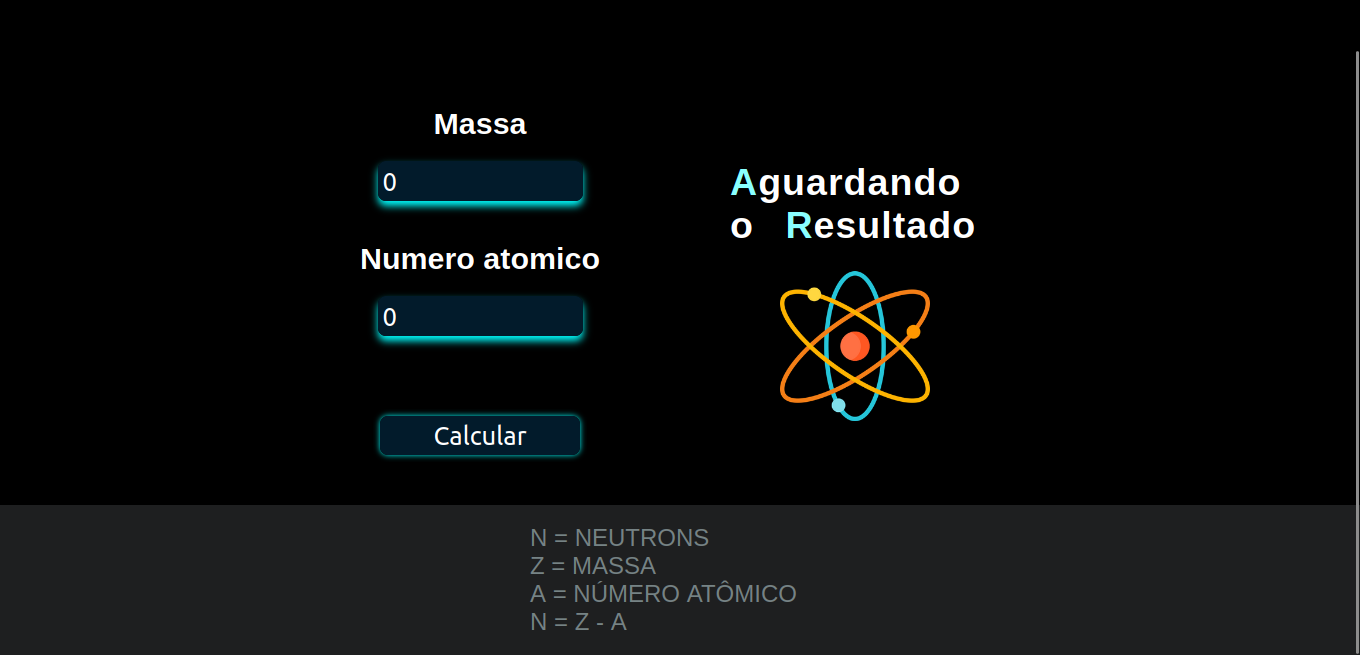 Massa
0
Numero atomico
0
Calcular
Aguardando
o Resultado
N = NEUTRONS
Z = MASSA
A = NÚMERO ATÔMICO
N = Z - A